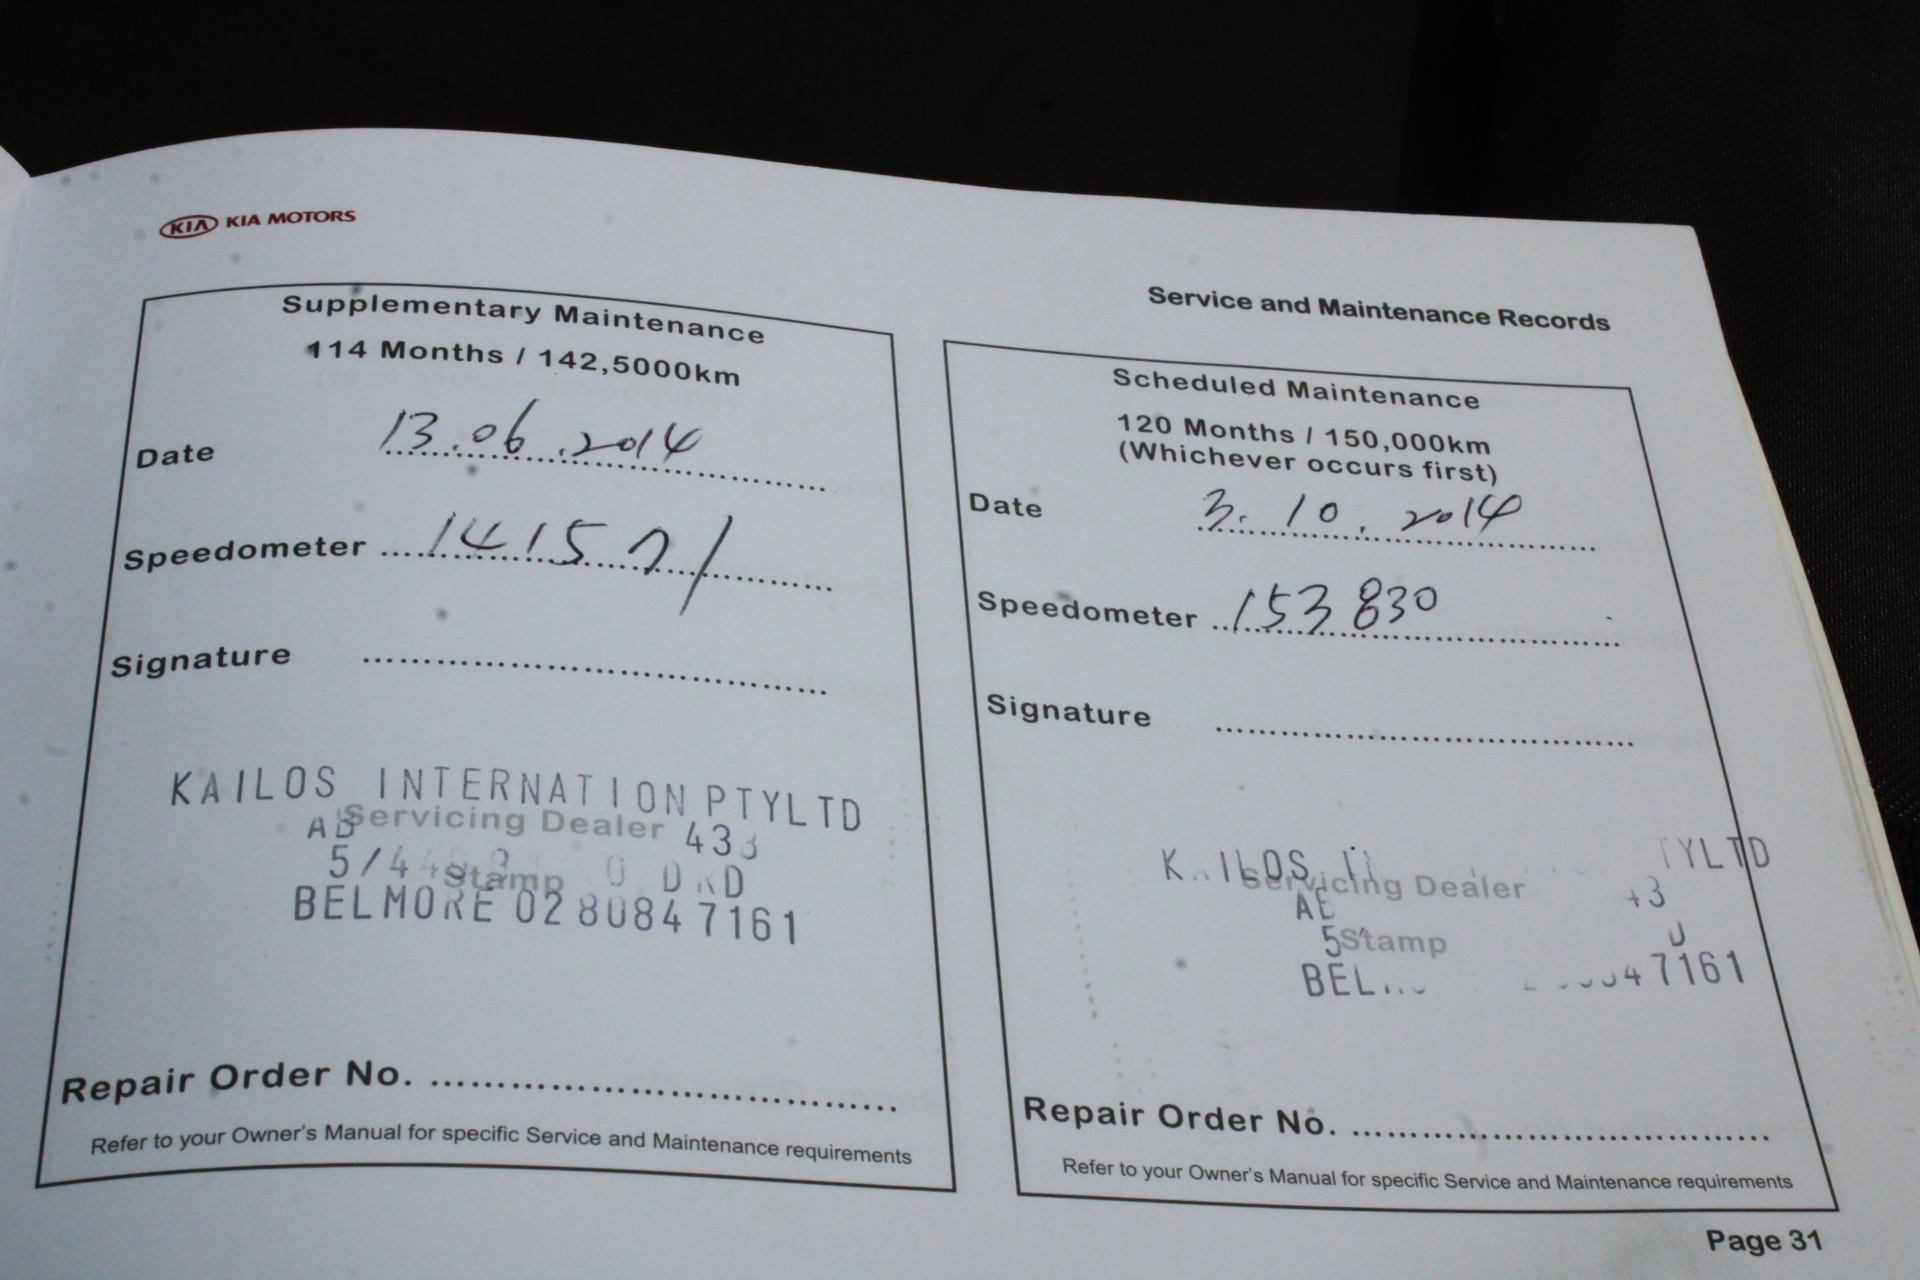 KIA KIA MOTORS
Service and Maintenance Records
Supplementary Maintenance
114 Months / 142,5000km
Date 13.06.2014
Speedometer 141571
Signature
KAILOS INTERNATION PTYLTD
Servicing Dealer
Stamp
BELMORE 02 80847161
Repair Order No.
Refer to your Owner's Manual for specific Service and Maintenance requirements
Scheduled Maintenance
120 Months / 150,000km
(Whichever occurs first)
Date 3.10.2014
Speedometer 153830
Signature
Servicing Dealer
Stamp
Repair Order No.
Refer to your Owner's Manual for specific Service and Maintenance requirements
Page 31